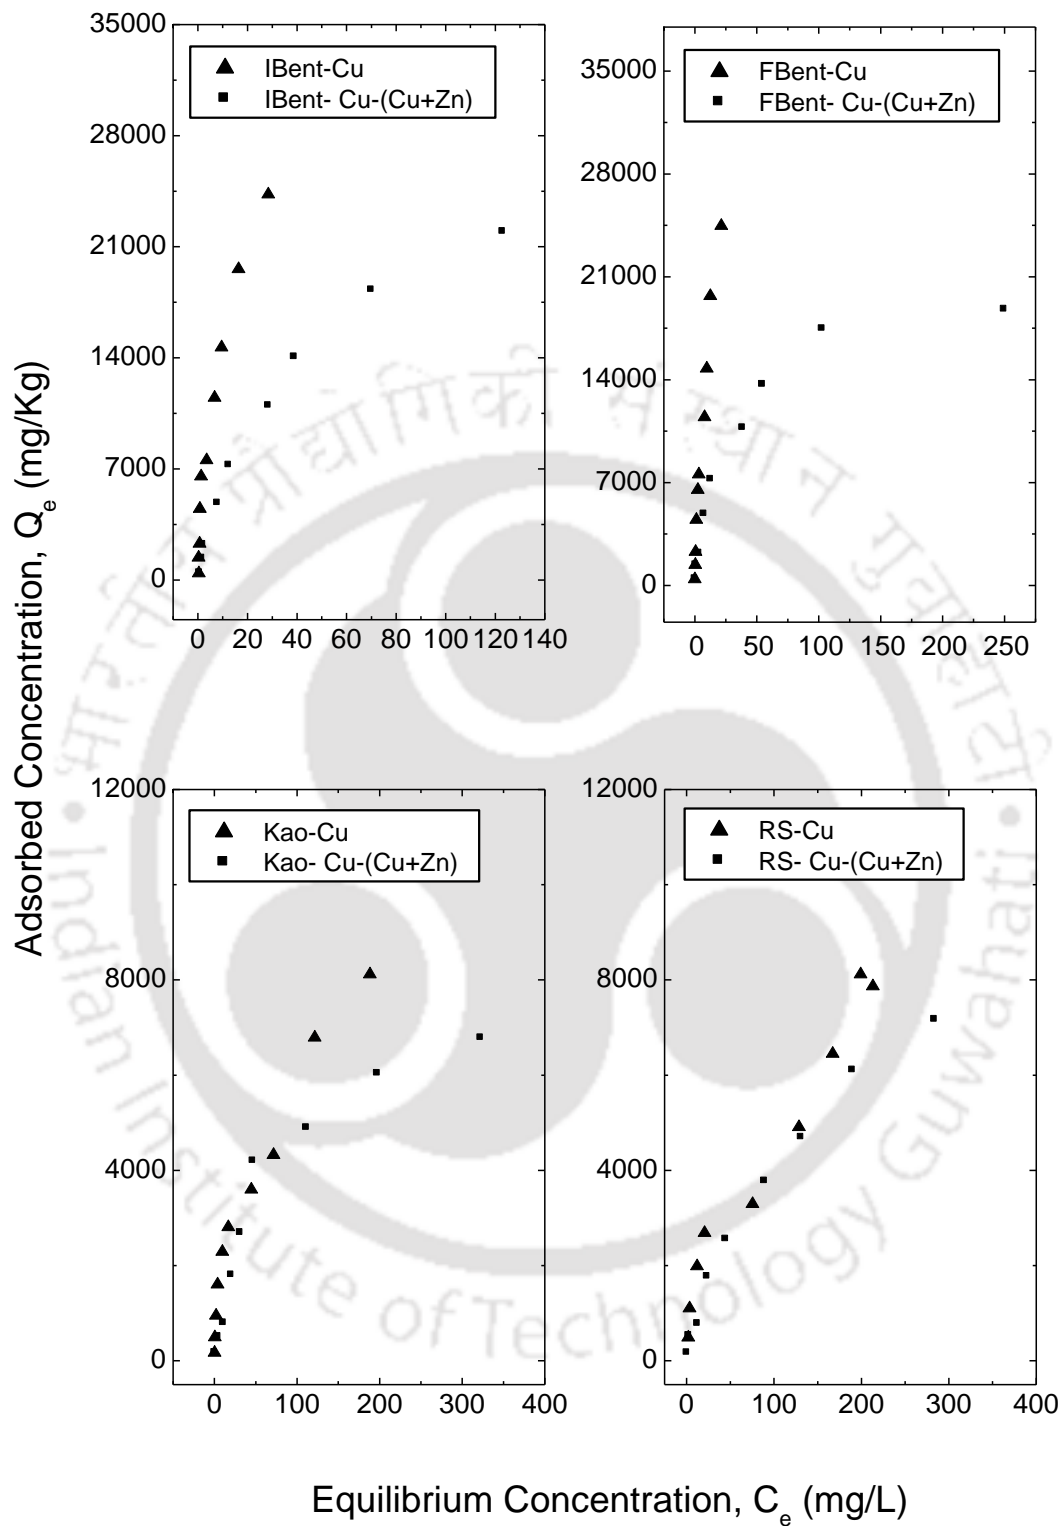 35000
28000
21000
14000
7000
0
IBent-Cu
IBent- Cu-(Cu+Zn)
0 20 40 60 80 100 120 140
35000
28000
21000
14000
7000
0
FBent-Cu
FBent- Cu-(Cu+Zn)
0 50 100 150 200 250
Adsorbed Concentration, Qe (mg/Kg)
12000
8000
4000
0
Kao-Cu
Kao- Cu-(Cu+Zn)
0 100 200 300 400
12000
8000
4000
0
RS-Cu
RS- Cu-(Cu+Zn)
0 100 200 300 400
Equilibrium Concentration, Ce (mg/L)
भारतीय प्रौद्योगिकी संस्थान गुवाहाटी
Indian Institute of Technology Guwahati